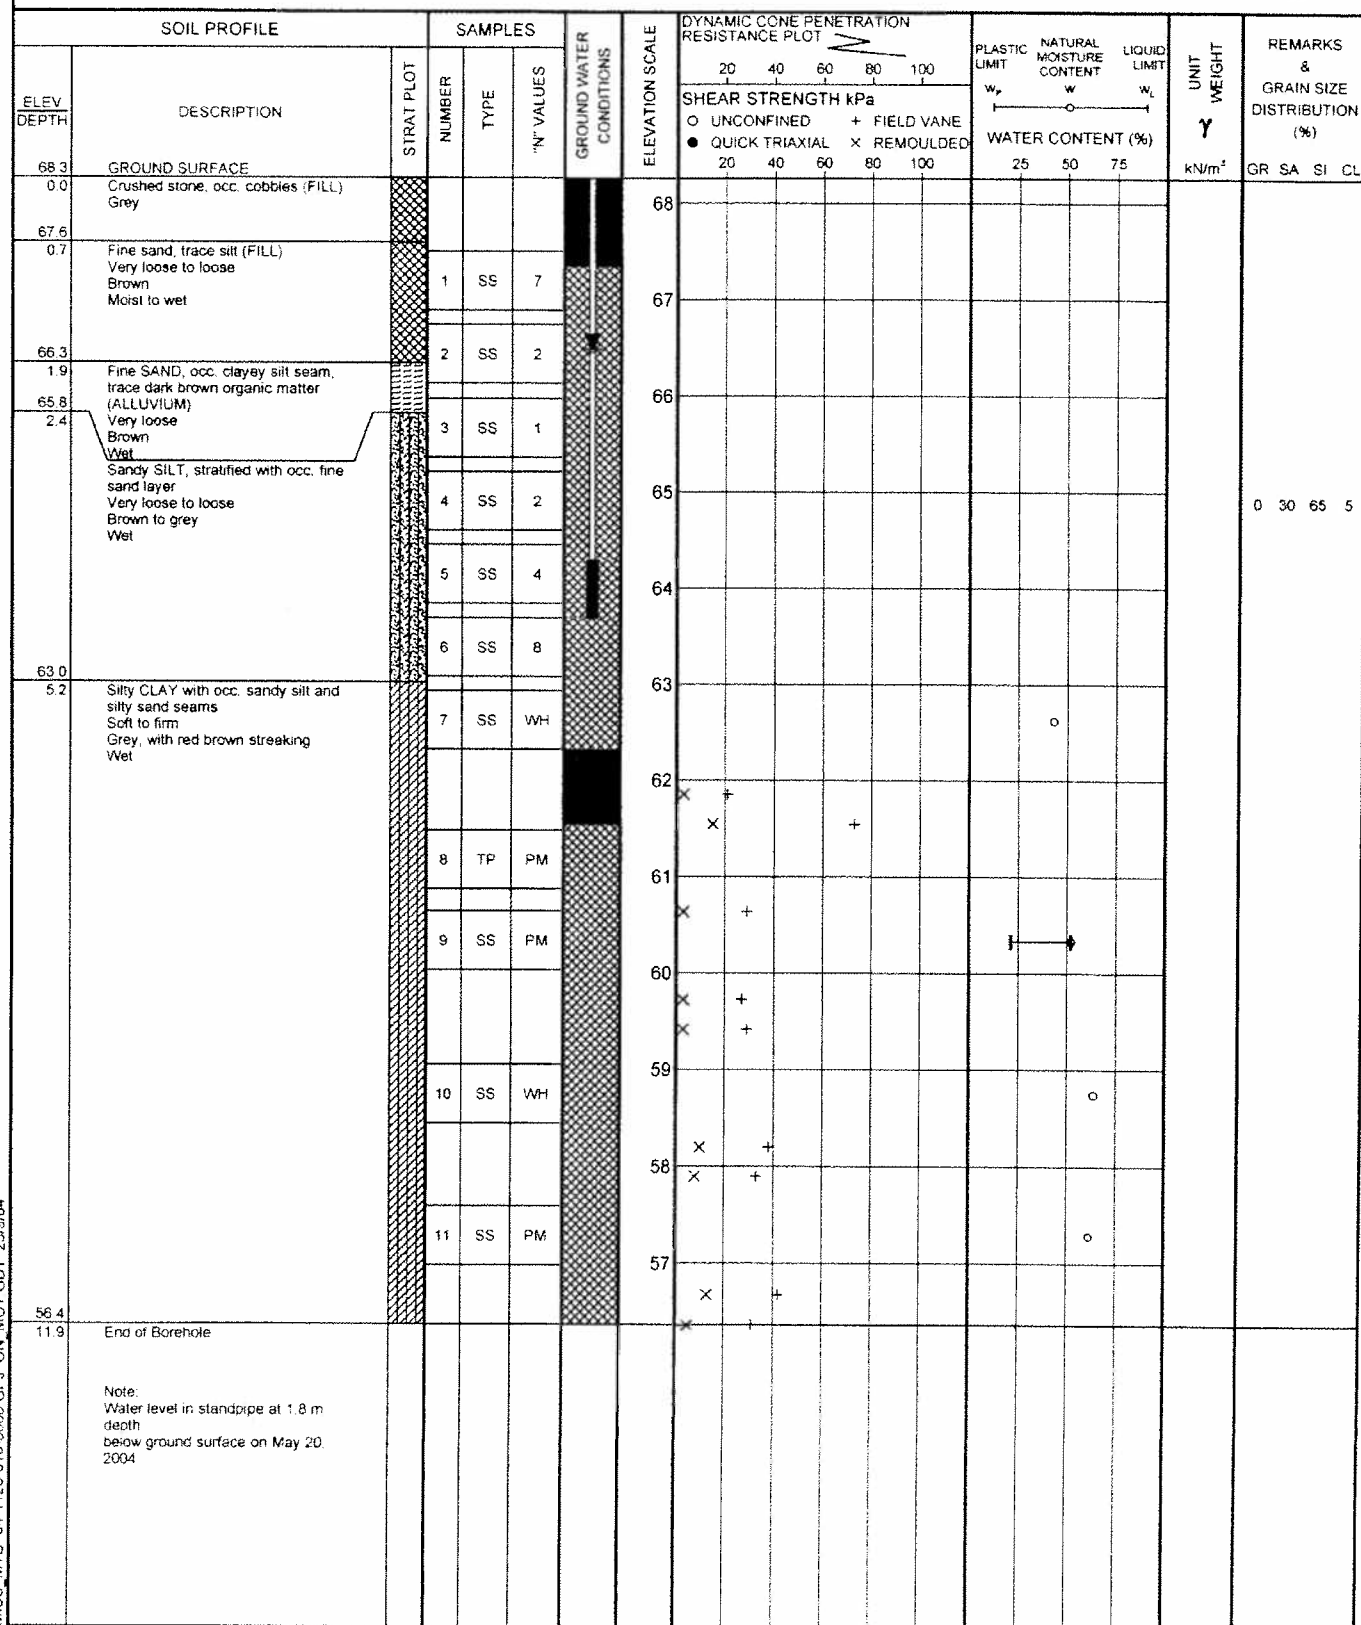 SOIL PROFILE
SAMPLES
GROUND WATER
CONDITIONS
ELEVATION SCALE
DYNAMIC CONE PENETRATION
RESISTANCE PLOT
20 40 60 80 100
SHEAR STRENGTH kPa
O UNCONFINED + FIELD VANE
● QUICK TRIAXIAL × REMOULDED
20 40 60 80 100
PLASTIC
LIMIT
NATURAL
MOISTURE
CONTENT
LIQUID
LIMIT
WP W WL
WATER CONTENT (%)
25 50 75
UNIT
WEIGHT
γ
kN/m³
REMARKS
&
GRAIN SIZE
DISTRIBUTION
(%)
GR SA SI CL
ELEV
DEPTH
DESCRIPTION
STRAT PLOT
NUMBER
TYPE
"N" VALUES
68.3 GROUND SURFACE
0.0 Crushed stone, occ. cobbles (FILL)
Grey
67.6
0.7 Fine sand, trace silt (FILL)
Very loose to loose
Brown
Moist to wet
66.3
1.9 Fine SAND, occ. clayey silt seam,
trace dark brown organic matter
65.8 (ALLUVIUM)
2.4 Very loose
Brown
Wet
Sandy SILT, stratified with occ. fine
sand layer
Very loose to loose
Brown to grey
Wet
63.0
5.2 Silty CLAY with occ. sandy silt and
silty sand seams
Soft to firm
Grey, with red brown streaking
Wet
56.4
11.9 End of Borehole
Note:
Water level in standpipe at 1.8 m
depth
below ground surface on May 20,
2004
1 SS 7
2 SS 2
3 SS 1
4 SS 2
5 SS 4
6 SS 8
7 SS WH
8 TP PM
9 SS PM
10 SS WH
11 SS PM
68
67
66
65
64
63
62
61
60
59
58
57
0 30 65 5